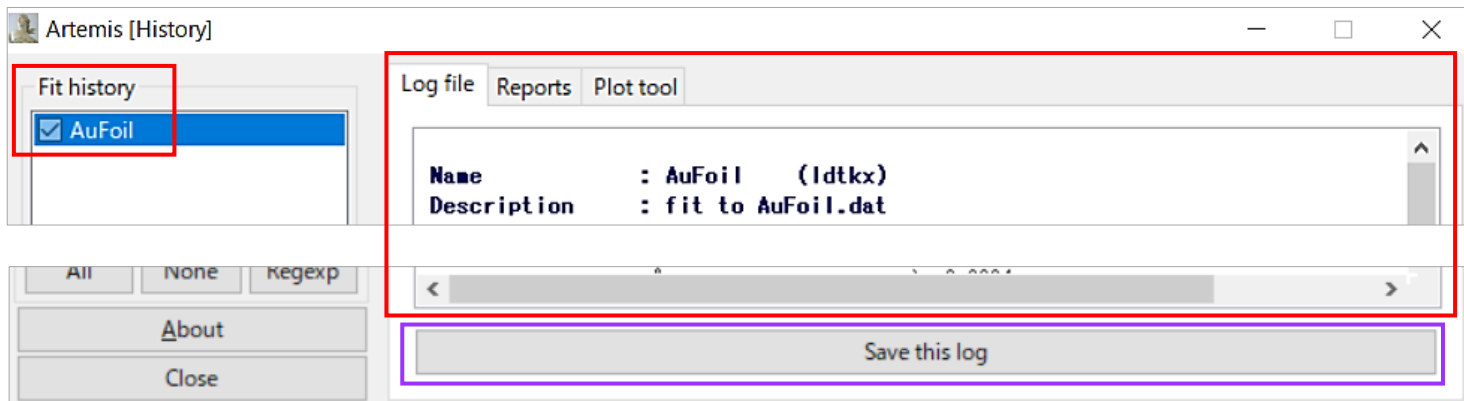 Artemis [History]
Fit history
AuFoil
Log file Reports Plot tool
Name : AuFoil (ldtkx)
Description : fit to AuFoil.dat
All None Regexp
About
Close
Save this log